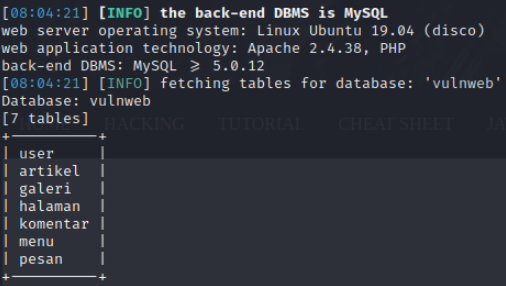 [08:04:21] [INFO] the back-end DBMS is MySQL
web server operating system: Linux Ubuntu 19.04 (disco)
web application technology: Apache 2.4.38, PHP
back-end DBMS: MySQL ≥ 5.0.12
[08:04:21] [INFO] fetching tables for database: 'vulnweb'
Database: vulnweb
[7 tables]
HOME HACKING TUTORIAL CHEAT SHEET JA
+----------+
| user |
| artikel |
| galeri |
| halaman |
| komentar |
| menu |
| pesan |
+----------+